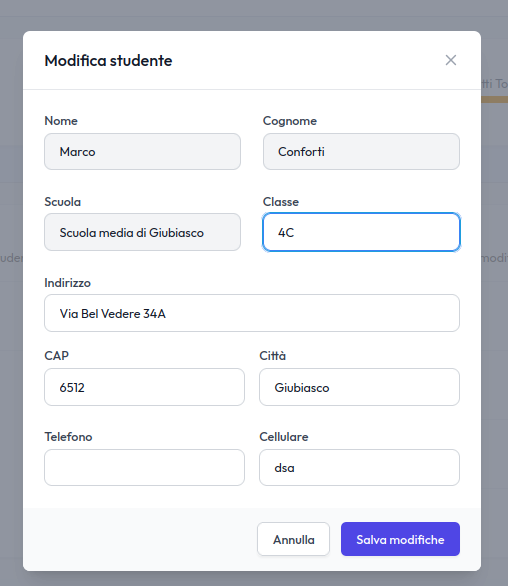 Modifica studente
Nome Cognome
Marco Conforti
Scuola Classe
Scuola media di Giubiasco 4C
Indirizzo
Via Bel Vedere 34A
CAP Città
6512 Giubiasco
Telefono Cellulare
dsa
Annulla Salva modifiche